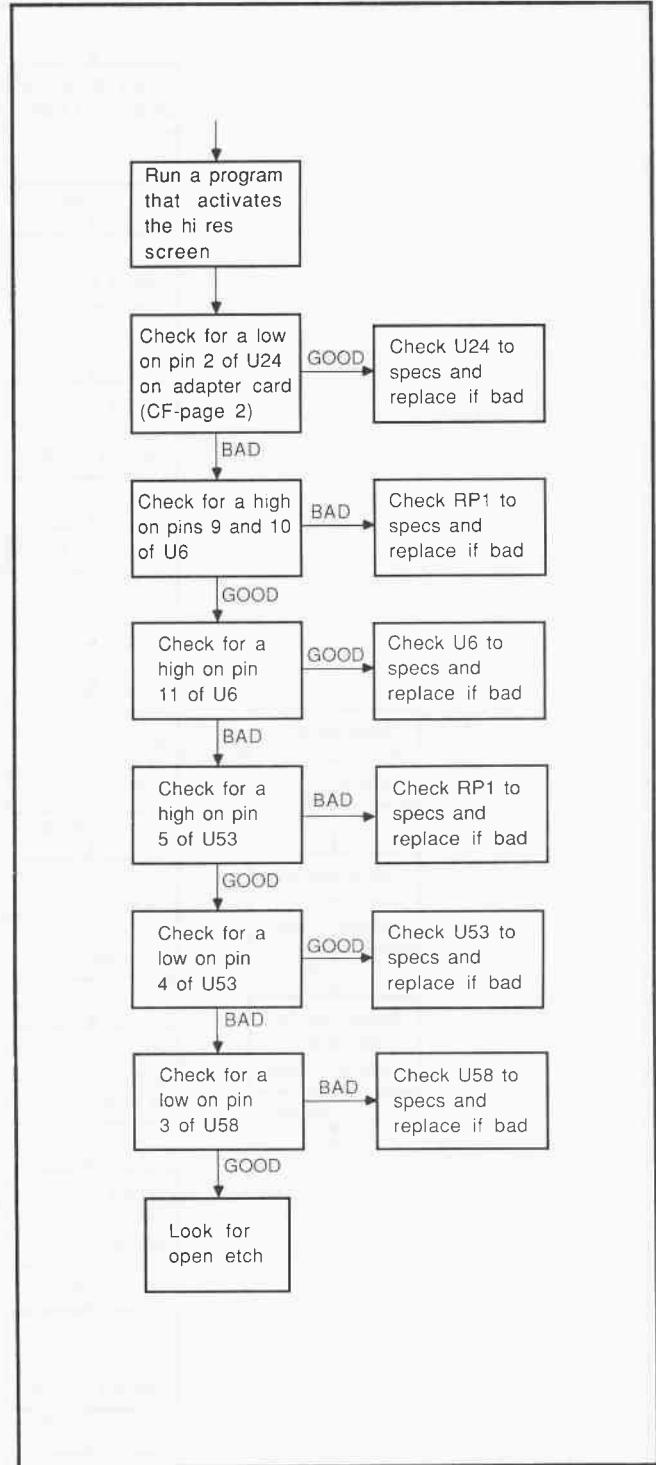 Run a program
that activates
the hi res
screen
Check for a low
on pin 2 of U24
on adapter card
(CF-page 2)
GOOD
Check U24 to
specs and
replace if bad
BAD
Check for a high
on pins 9 and 10
of U6
BAD
Check RP1 to
specs and
replace if bad
GOOD
Check for a
high on pin
11 of U6
GOOD
Check U6 to
specs and
replace if bad
BAD
Check for a
high on pin
5 of U53
BAD
Check RP1 to
specs and
replace if bad
GOOD
Check for a
low on pin
4 of U53
GOOD
Check U53 to
specs and
replace if bad
BAD
Check for a
low on pin
3 of U58
BAD
Check U58 to
specs and
replace if bad
GOOD
Look for
open etch